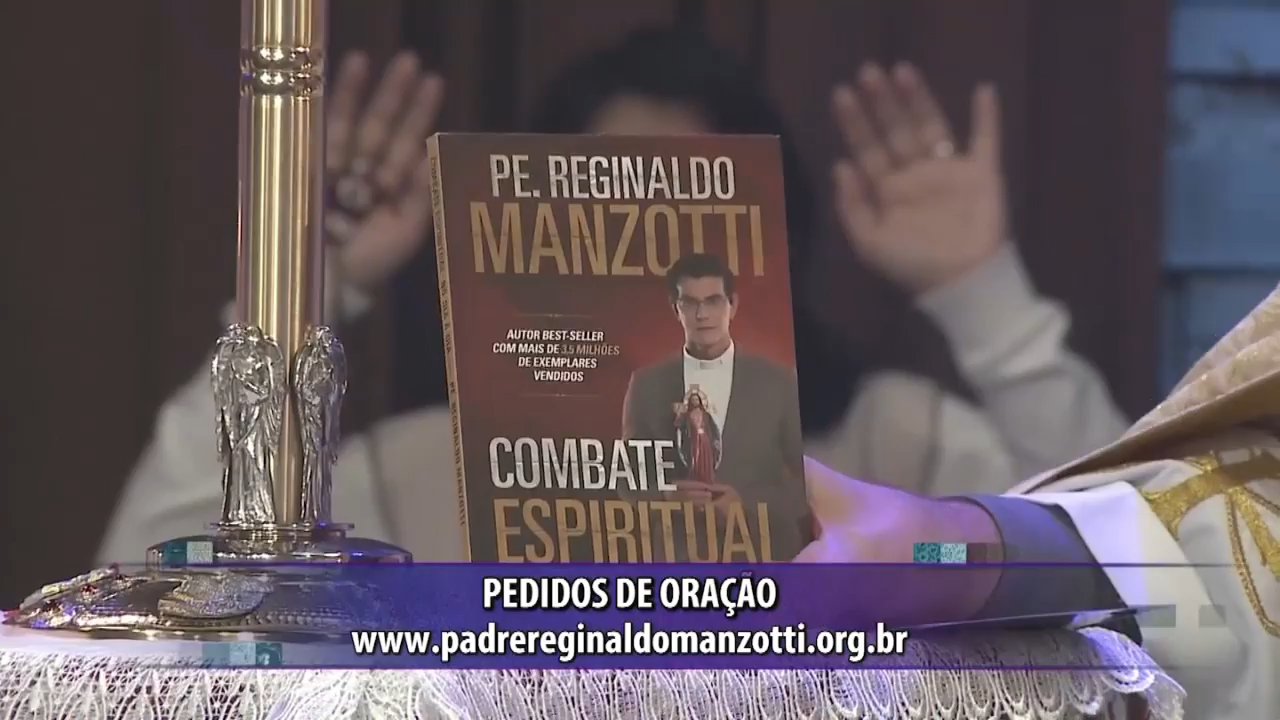 PE. REGINALDO
MANZOTTI
AUTOR BEST-SELLER
COM MAIS DE 3,5 MILHÕES
DE EXEMPLARES
VENDIDOS
COMBATE
ESPIRITUAL
PEDIDOS DE ORAÇÃO
www.padrereginaldomanzotti.org.br